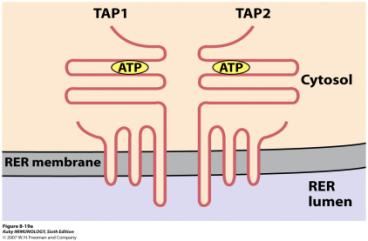 TAP1 TAP2
ATP ATP
Cytosol
RER membrane
RER
lumen
Figure 8-19a
Kuby IMMUNOLOGY, Sixth Edition
© 2007 W.H. Freeman and Company